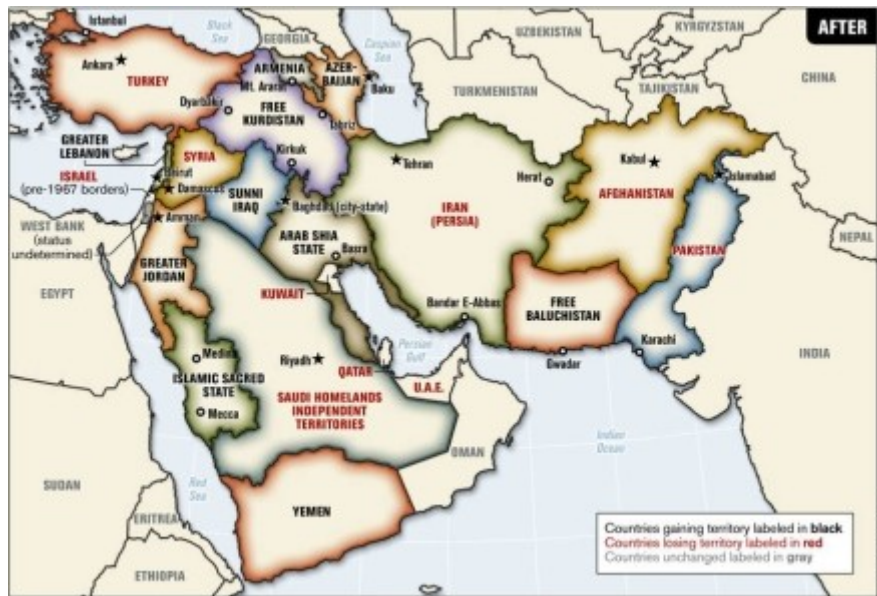 AFTER
Istanbul
Black
Sea
GEORGIA
Caspian
Sea
UZBEKISTAN
KYRGYZSTAN
Ankara
TURKEY
ARMENIA
AZER-
BAIJAN
Mt. Ararat
Baku
TURKMENISTAN
TAJIKISTAN
CHINA
Dyarbakir
FREE
KURDISTAN
Tabriz
GREATER
LEBANON
SYRIA
Kirkuk
Tehran
Herat
Kabul
Islamabad
ISRAEL
(pre-1967 borders)
Beirut
Damascus
SUNNI
IRAQ
Baghdad (city-state)
IRAN
(PERSIA)
AFGHANISTAN
WEST BANK
(status
undetermined)
Amman
ARAB SHIA
STATE
Basra
PAKISTAN
NEPAL
GREATER
JORDAN
EGYPT
KUWAIT
Bandar E-Abbas
FREE
BALUCHISTAN
Karachi
Medina
Riyadh
Persian
Gulf
Gwadar
INDIA
ISLAMIC SACRED
STATE
QATAR
U.A.E.
Mecca
SAUDI HOMELANDS
INDEPENDENT
TERRITORIES
OMAN
Indian
Ocean
SUDAN
Red
Sea
YEMEN
ERITREA
ETHIOPIA
Countries gaining territory labeled in black
Countries losing territory labeled in red
Countries unchanged labeled in gray